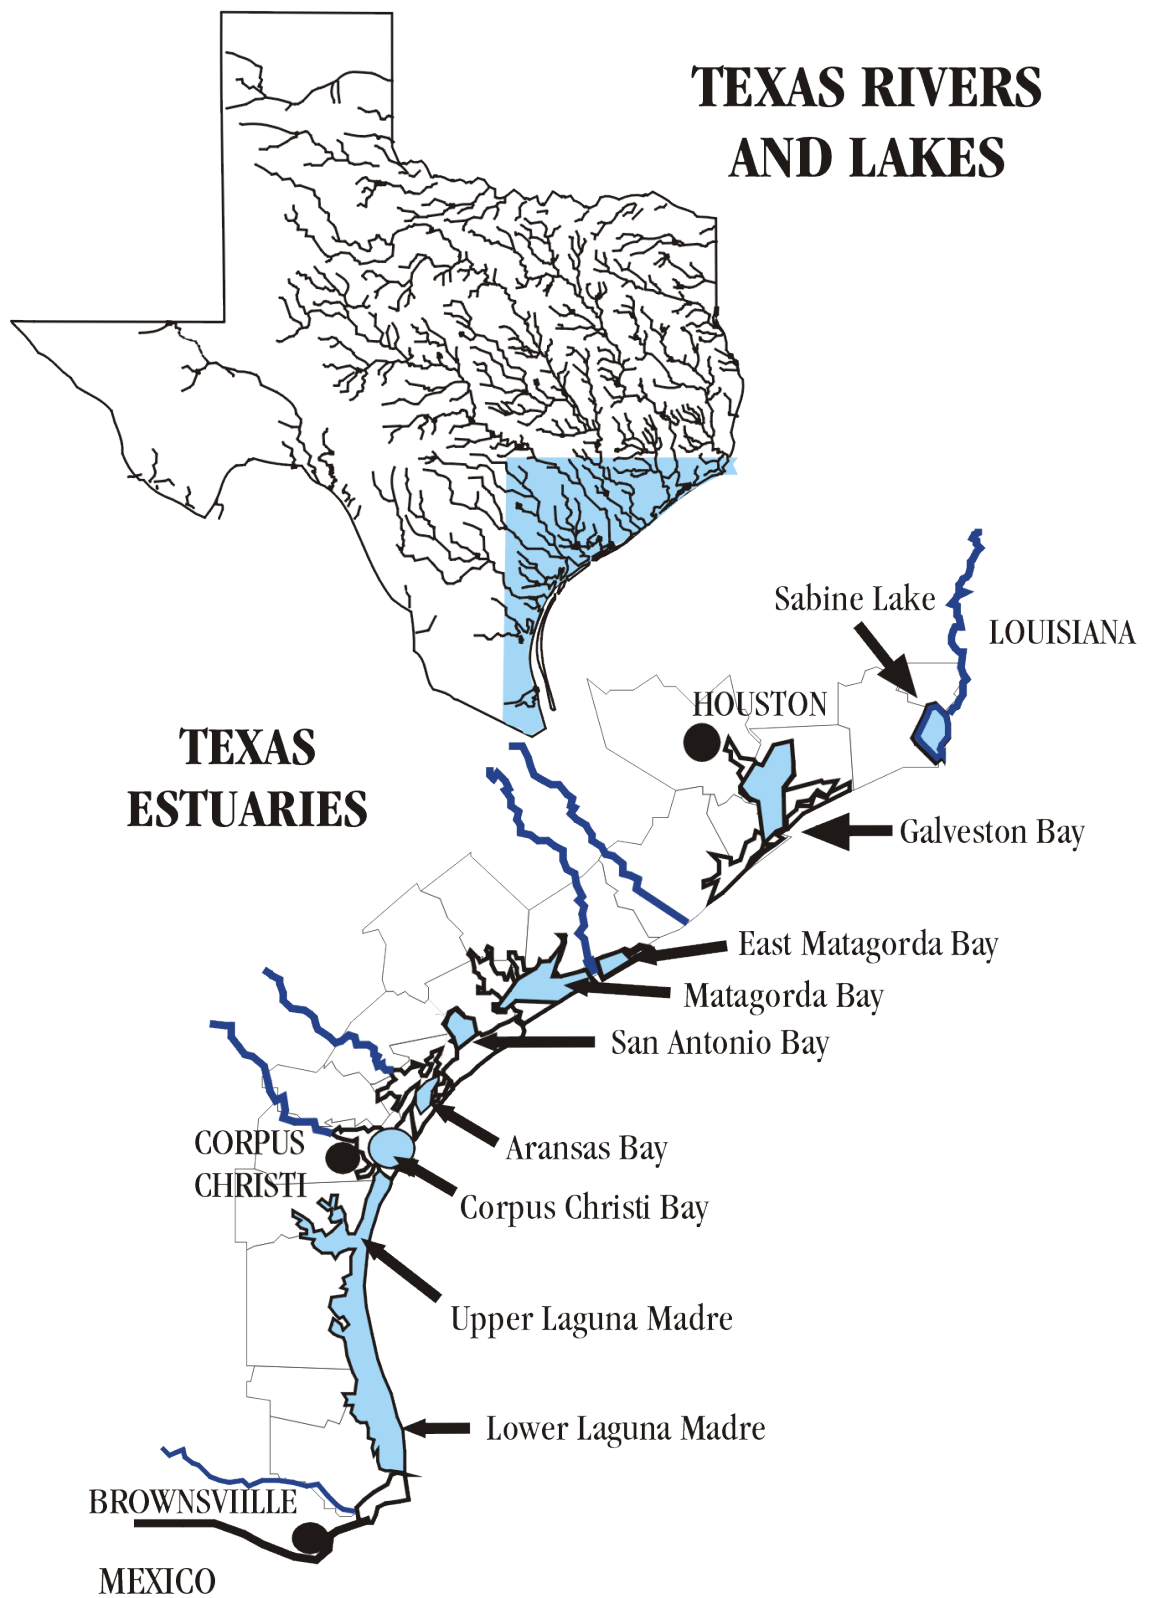 TEXAS RIVERS
AND LAKES
Sabine Lake
LOUISIANA
HOUSTON
TEXAS
ESTUARIES
Galveston Bay
East Matagorda Bay
Matagorda Bay
San Antonio Bay
CORPUS
CHRISTI
Aransas Bay
Corpus Christi Bay
Upper Laguna Madre
Lower Laguna Madre
BROWNSVIILLE
MEXICO